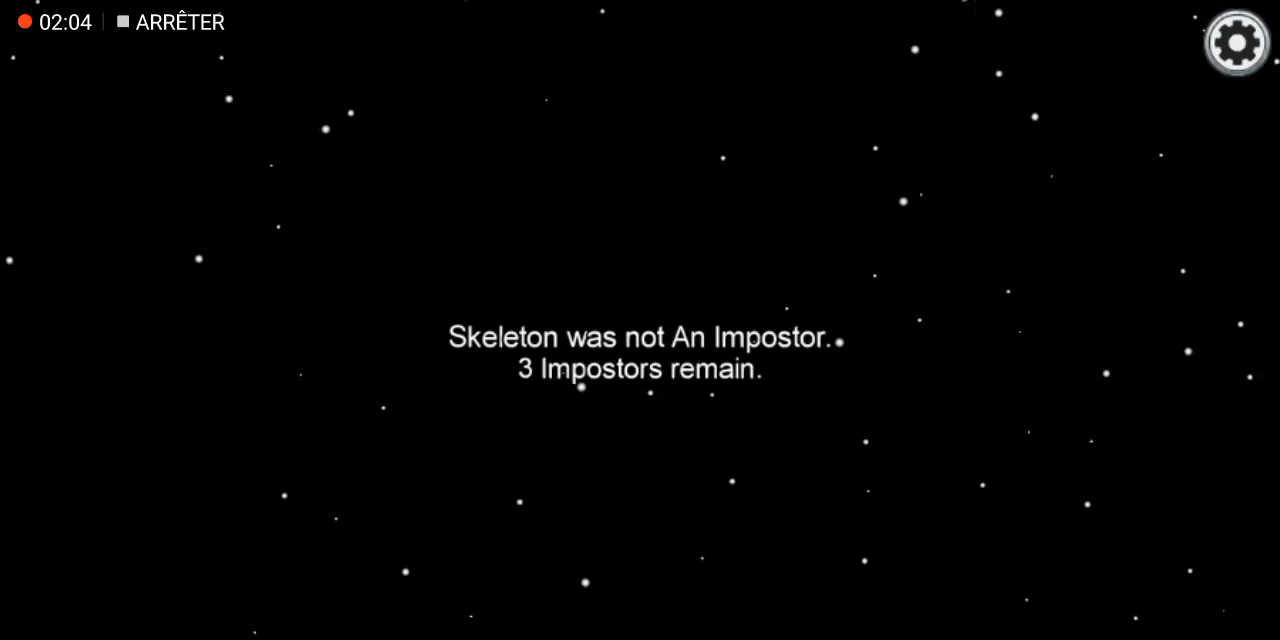 02:04 ARRÊTER
Skeleton was not An Impostor.
3 Impostors remain.